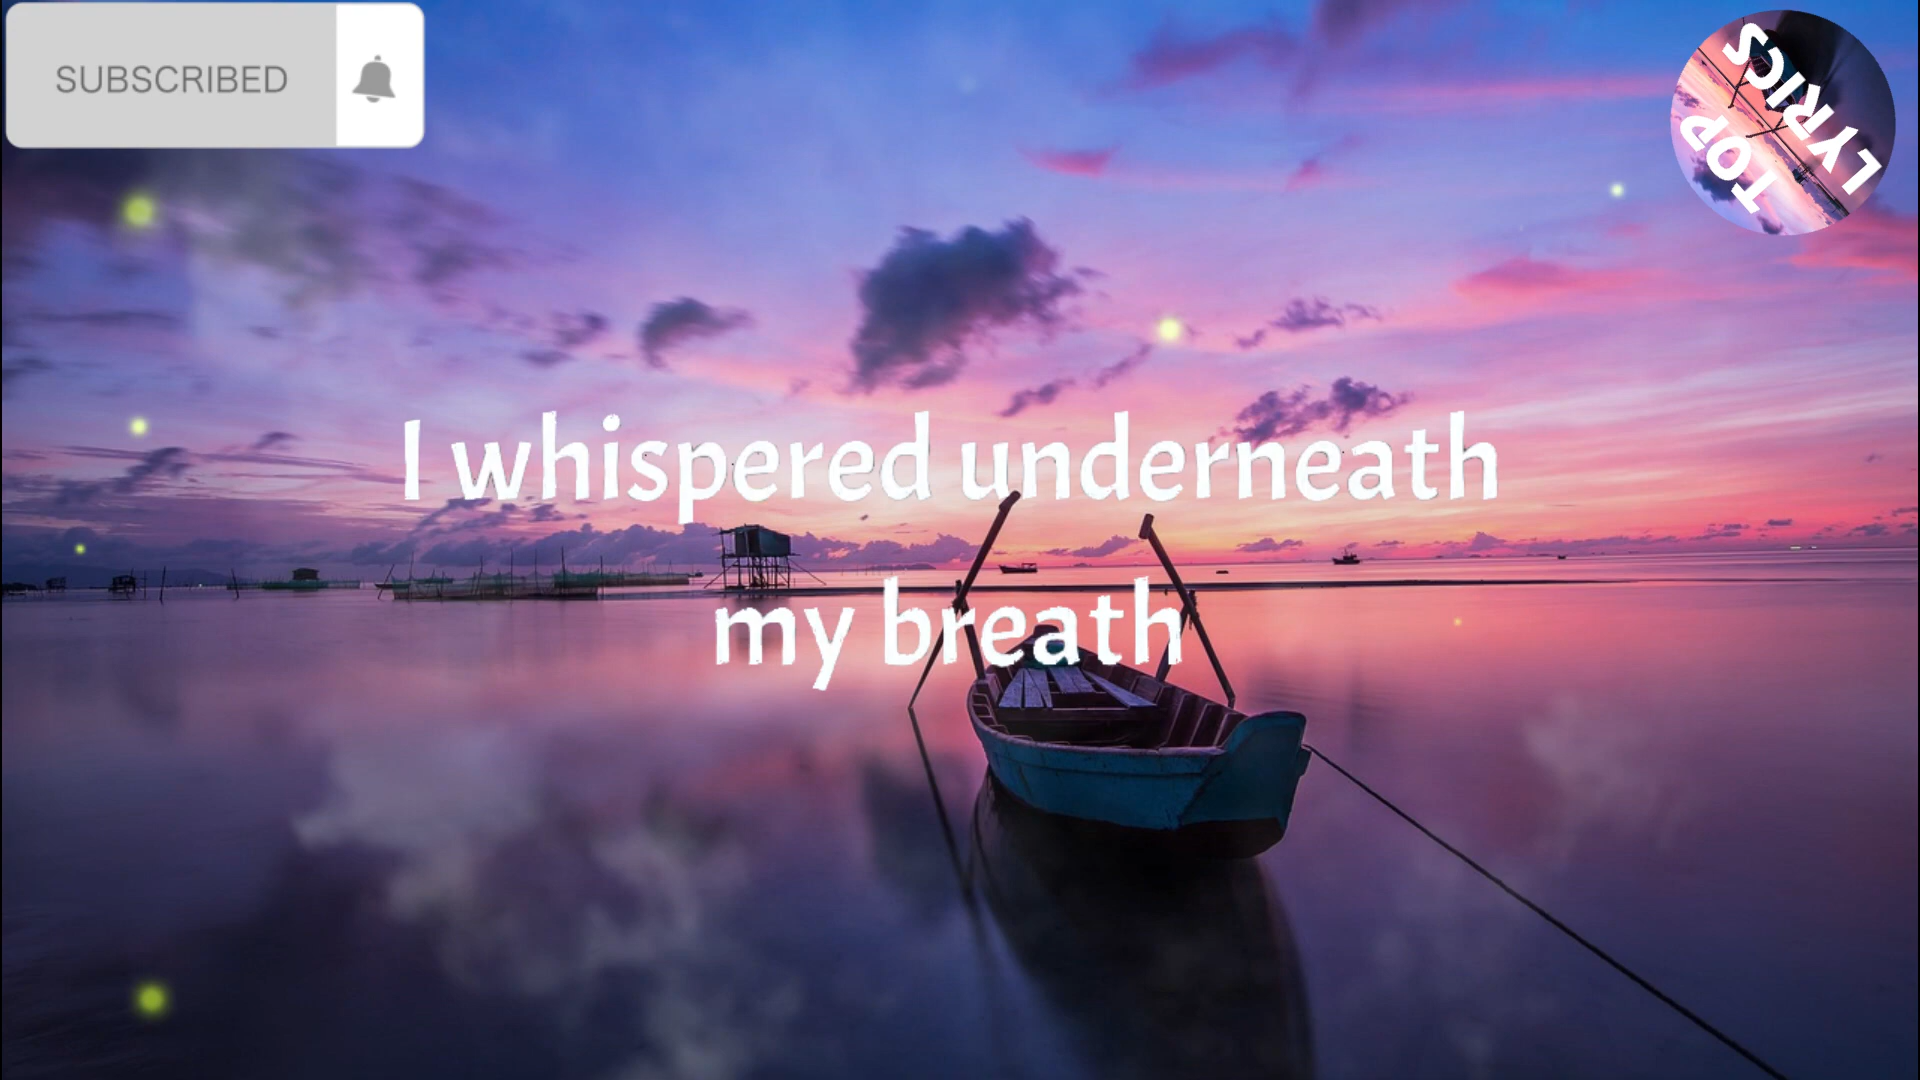 SUBSCRIBED
TOP
LYRICS
I whispered underneath
my breath